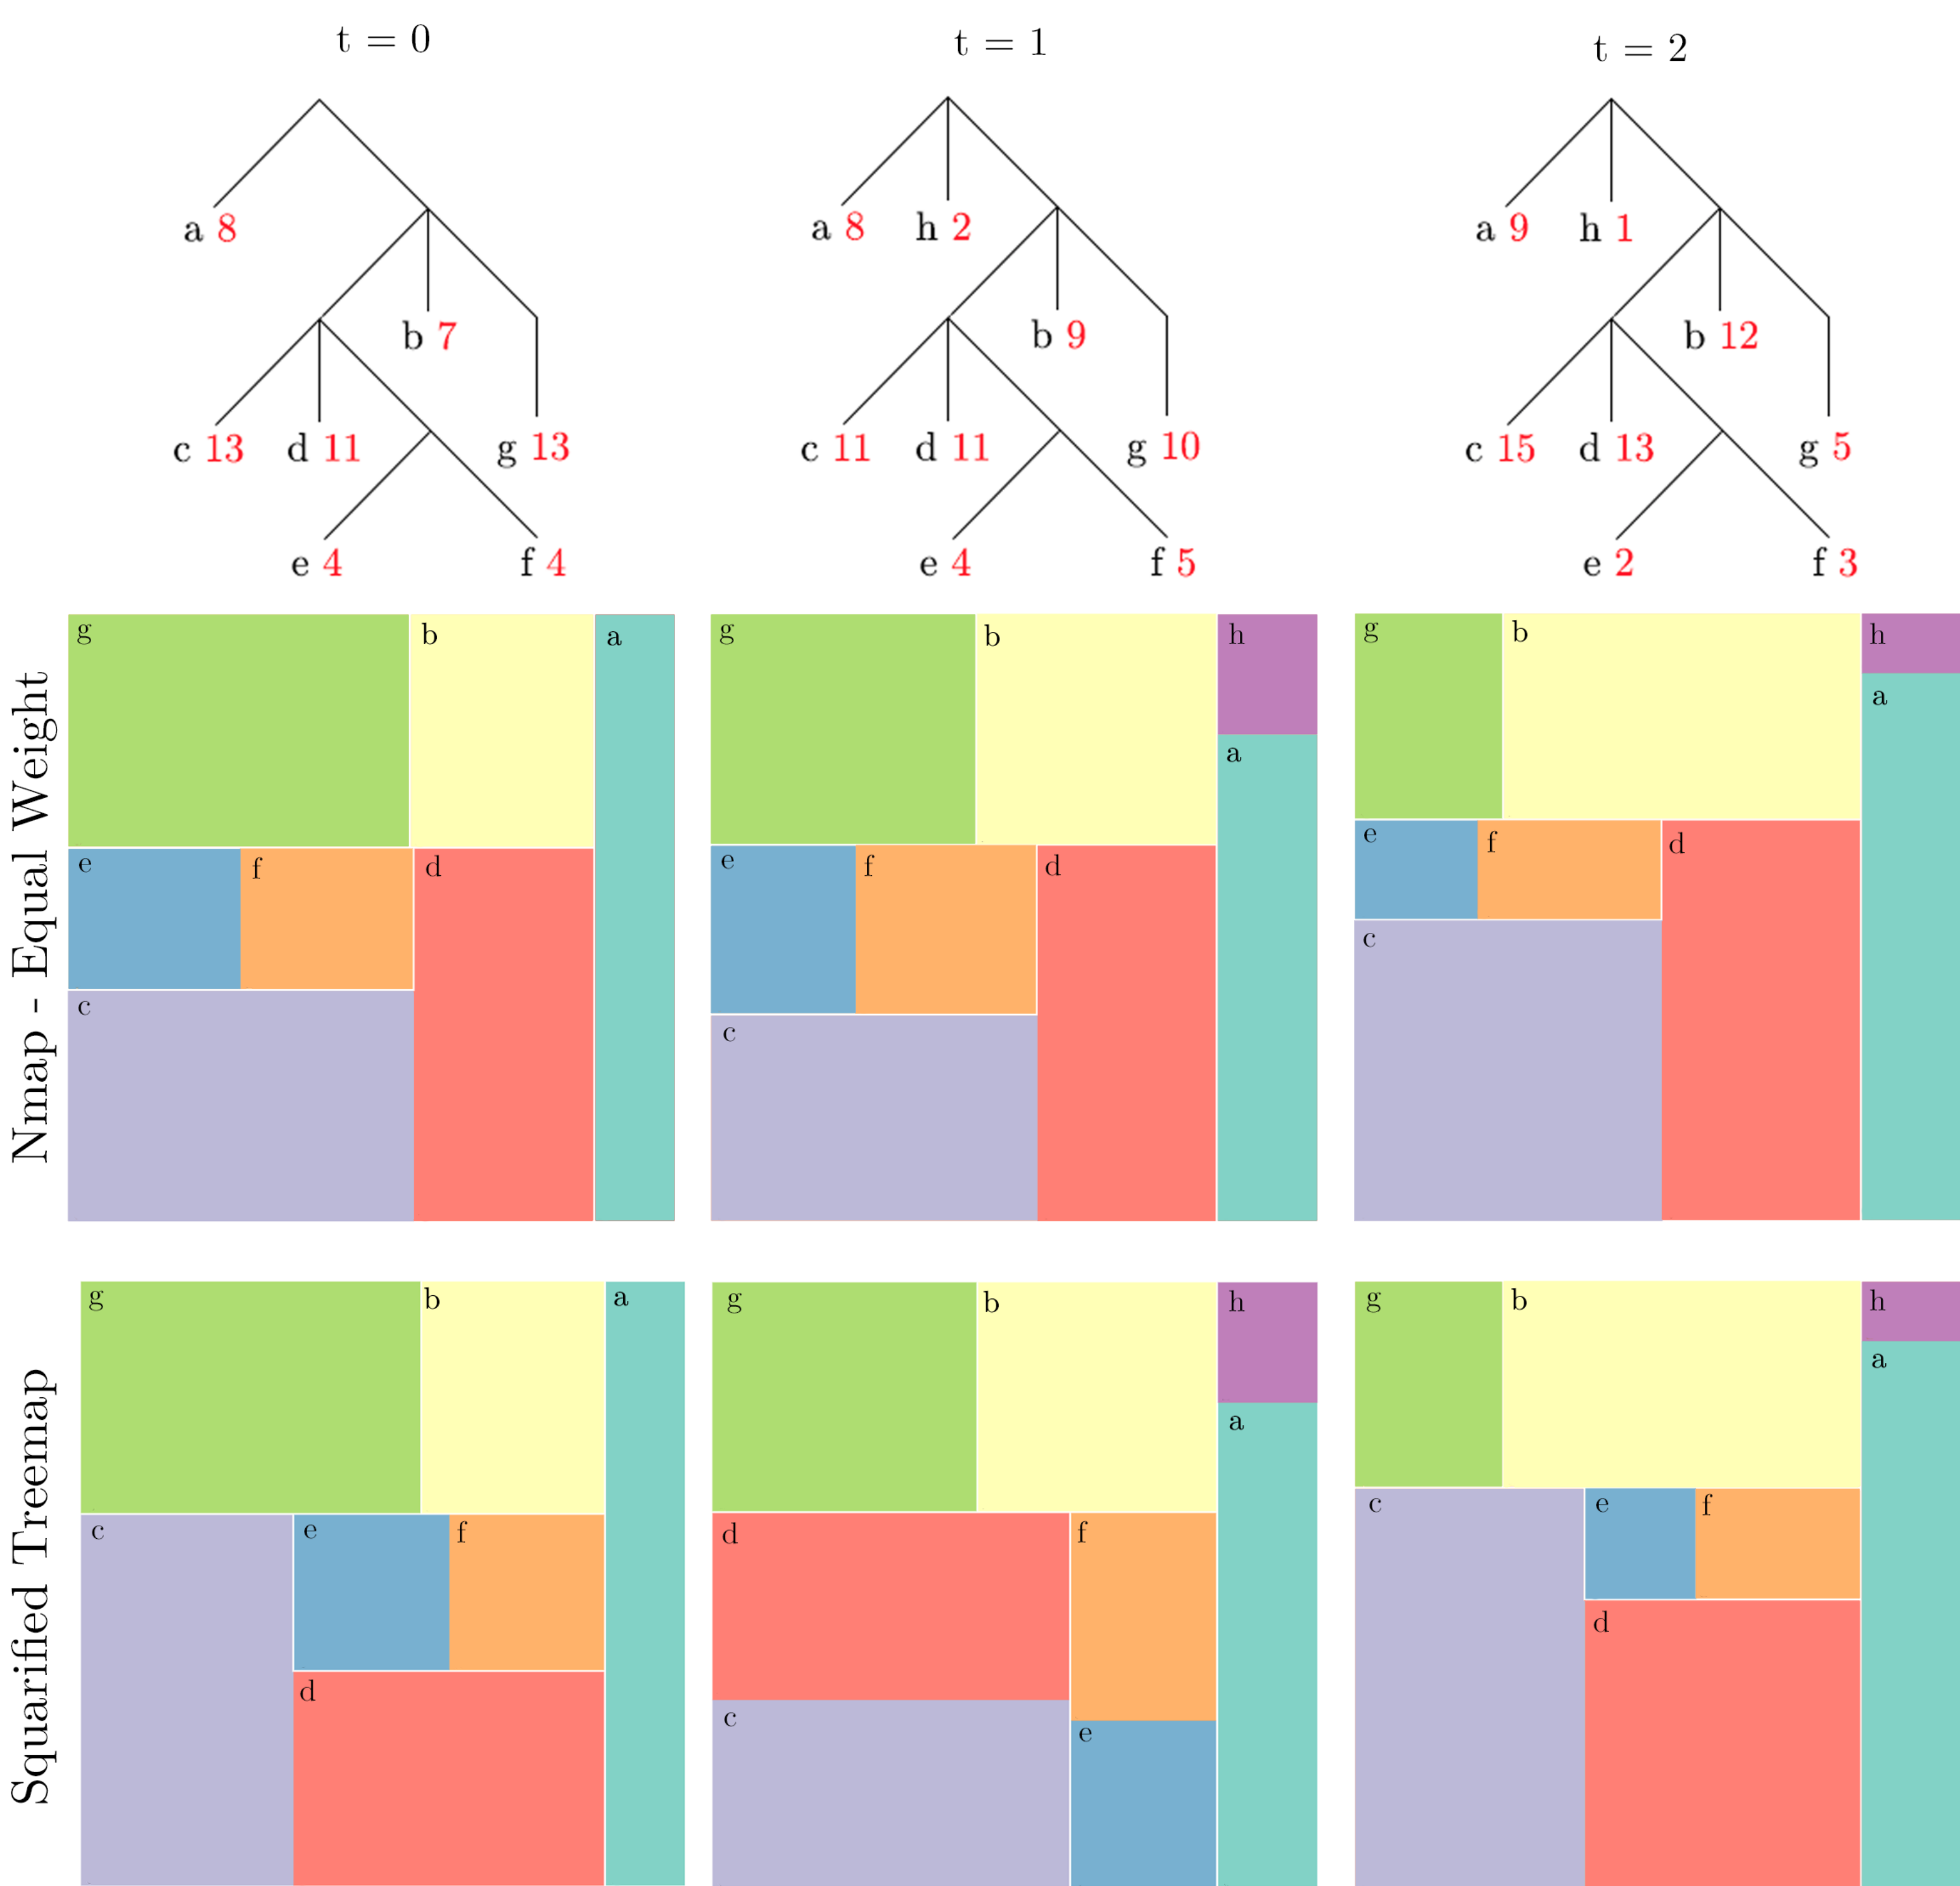 t = 0 t = 1 t = 2
a 8 a 8 h 2 a 9 h 1
b 7 b 9 b 12
c 13 d 11 g 13 c 11 d 11 g 10 c 15 d 13 g 5
e 4 f 4 e 4 f 5 e 2 f 3
Nmap - Equal Weight
g b a
e f d
c
g b h
a
e f d
c
g b h
a
e f d
c
Squarified Treemap
g b a
c e f
d
g b h
a
d f
c e
g b h
a
c e f
d